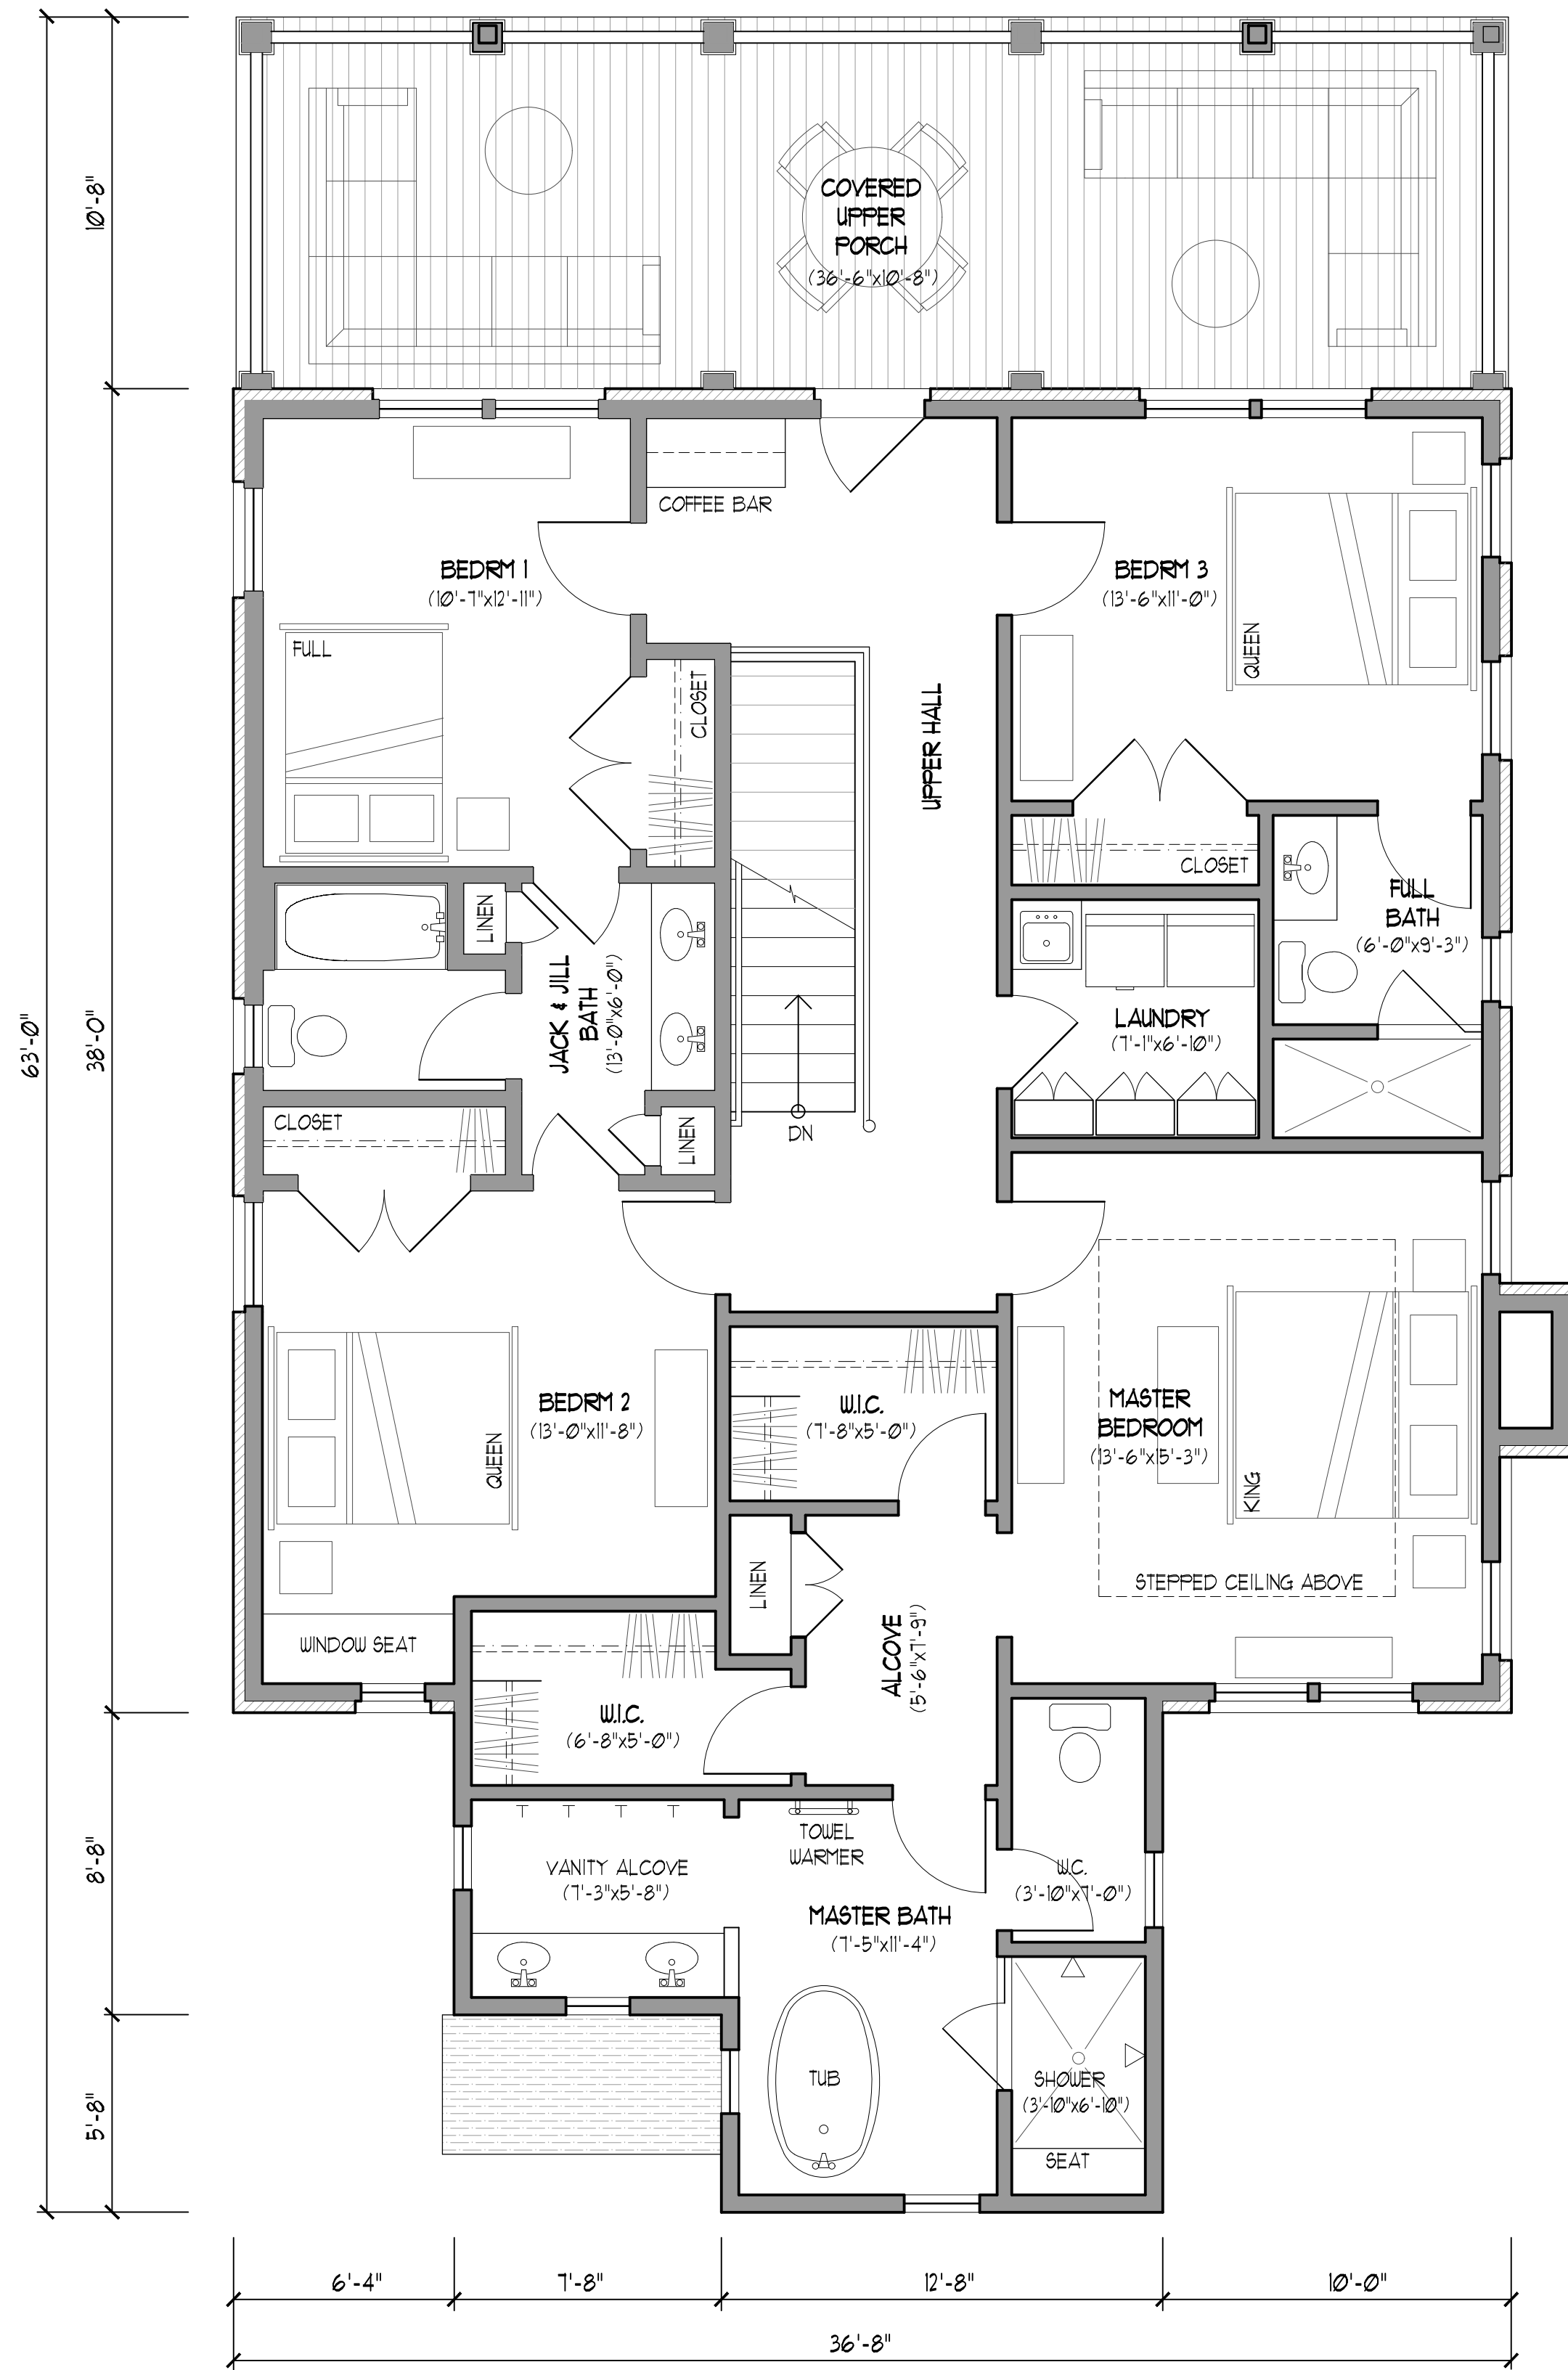 10'-8"
COVERED
UPPER
PORCH
(36'-6"x10'-8")
COFFEE BAR
BEDRM 1
(10'-7"x12'-11")
FULL
CLOSET
UPPER HALL
BEDRM 3
(13'-6"x11'-0")
QUEEN
CLOSET
FULL
BATH
(6'-0"x9'-3")
LINEN
JACK & JILL
BATH
(13'-0"x6'-0")
LAUNDRY
(7'-1"x6'-10")
63'-0"
38'-0"
CLOSET
LINEN
DN
BEDRM 2
(13'-0"x11'-8")
QUEEN
W.I.C.
(7'-8"x5'-0")
MASTER
BEDROOM
(13'-6"x15'-3")
KING
STEPPED CEILING ABOVE
LINEN
ALCOVE
(5'-6"x7'-9")
WINDOW SEAT
W.I.C.
(6'-8"x5'-0")
8'-8"
VANITY ALCOVE
(7'-3"x5'-8")
TOWEL
WARMER
W.C.
(3'-10"x7'-0")
MASTER BATH
(7'-5"x11'-4")
5'-8"
TUB
SHOWER
(3'-10"x6'-10")
SEAT
6'-4"
7'-8"
12'-8"
10'-0"
36'-8"